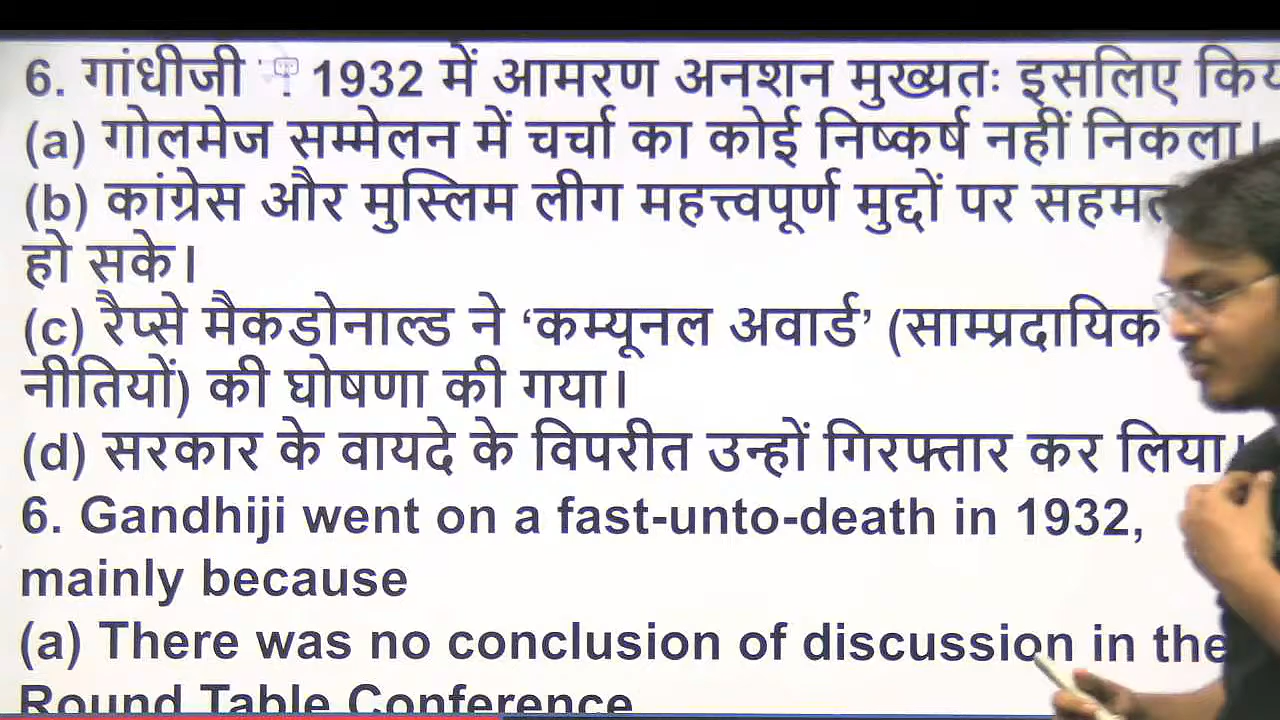 6. गांधीजी 1932 में आमरण अनशन मुख्यतः इसलिए
(a) गोलमेज सम्मेलन में चर्चा का कोई निष्कर्ष नहीं निकला।
(b) कांग्रेस और मुस्लिम लीग महत्त्वपूर्ण मुद्दों पर
हो सके।
(c) रैप्से मैकडोनाल्ड ने ‘कम्यूनल अवार्ड’ (साम्प्रदायिक
नीतियों) की घोषणा की गया।
(d) सरकार के वायदे के विपरीत उन्हों गिरफ्तार कर लिया।
6. Gandhiji went on a fast-unto-death in 1932,
mainly because
(a) There was no conclusion of discussion in the
Round Table Conference